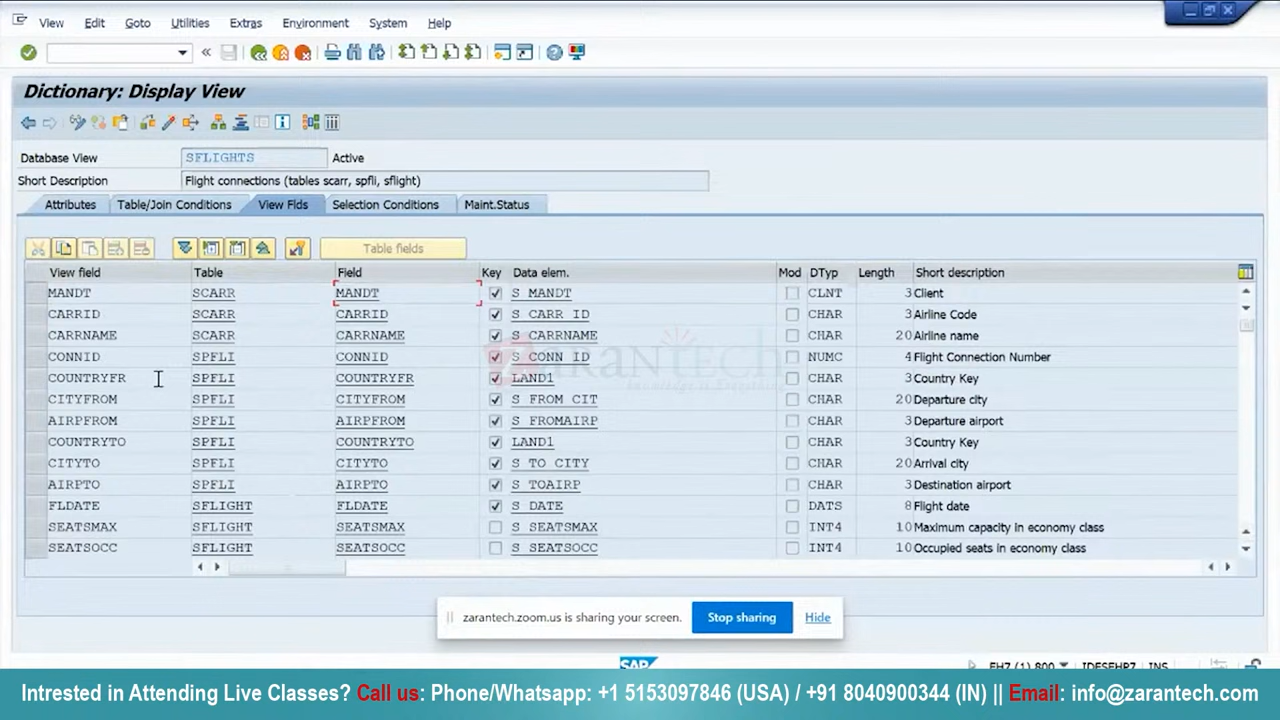 View Edit Goto Utilities Extras Environment System Help
Dictionary: Display View
Database View SFLIGHTS Active
Short Description Flight connections (tables scarr, spfli, sflight)
Attributes Table/Join Conditions View Flds Selection Conditions Maint.Status
Table fields
View field Table Field Key Data elem. Mod DTyp Length Short description
MANDT SCARR MANDT S_MANDT CLNT 3 Client
CARRID SCARR CARRID S_CARR_ID CHAR 3 Airline Code
CARRNAME SCARR CARRNAME S_CARRNAME CHAR 20 Airline name
CONNID SPFLI CONNID S_CONN_ID NUMC 4 Flight Connection Number
COUNTRYFR SPFLI COUNTRYFR LAND1 CHAR 3 Country Key
CITYFROM SPFLI CITYFROM S_FROM_CIT CHAR 20 Departure city
AIRPFROM SPFLI AIRPFROM S_FROMAIRP CHAR 3 Departure airport
COUNTRYTO SPFLI COUNTRYTO LAND1 CHAR 3 Country Key
CITYTO SPFLI CITYTO S_TO_CITY CHAR 20 Arrival city
AIRPTO SPFLI AIRPTO S_TOAIRP CHAR 3 Destination airport
FLDATE SFLIGHT FLDATE S_DATE DATS 8 Flight date
SEATSMAX SFLIGHT SEATSMAX S_SEATSMAX INT4 10 Maximum capacity in economy class
SEATSOCC SFLIGHT SEATSOCC S_SEATSOCC INT4 10 Occupied seats in economy class
ZARANTECH
zarantech.zoom.us is sharing your screen. Stop sharing Hide
SAP EH7 (1) 800 IDESEHP7 INS
Intrested in Attending Live Classes? Call us: Phone/Whatsapp: +1 5153097846 (USA) / +91 8040900344 (IN) || Email: info@zarantech.com